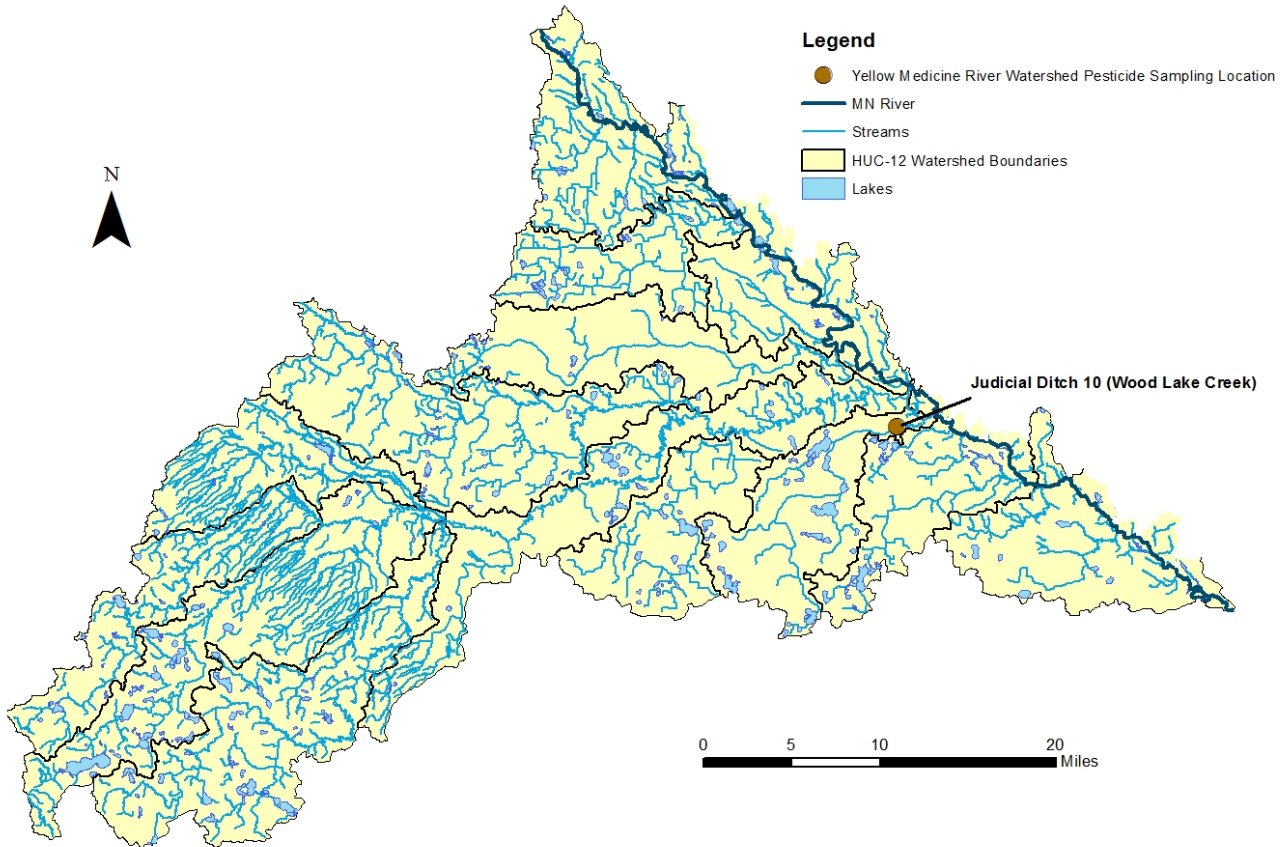 Legend
Yellow Medicine River Watershed Pesticide Sampling Location
MN River
Streams
HUC-12 Watershed Boundaries
Lakes
N
Judicial Ditch 10 (Wood Lake Creek)
0 5 10 20
Miles